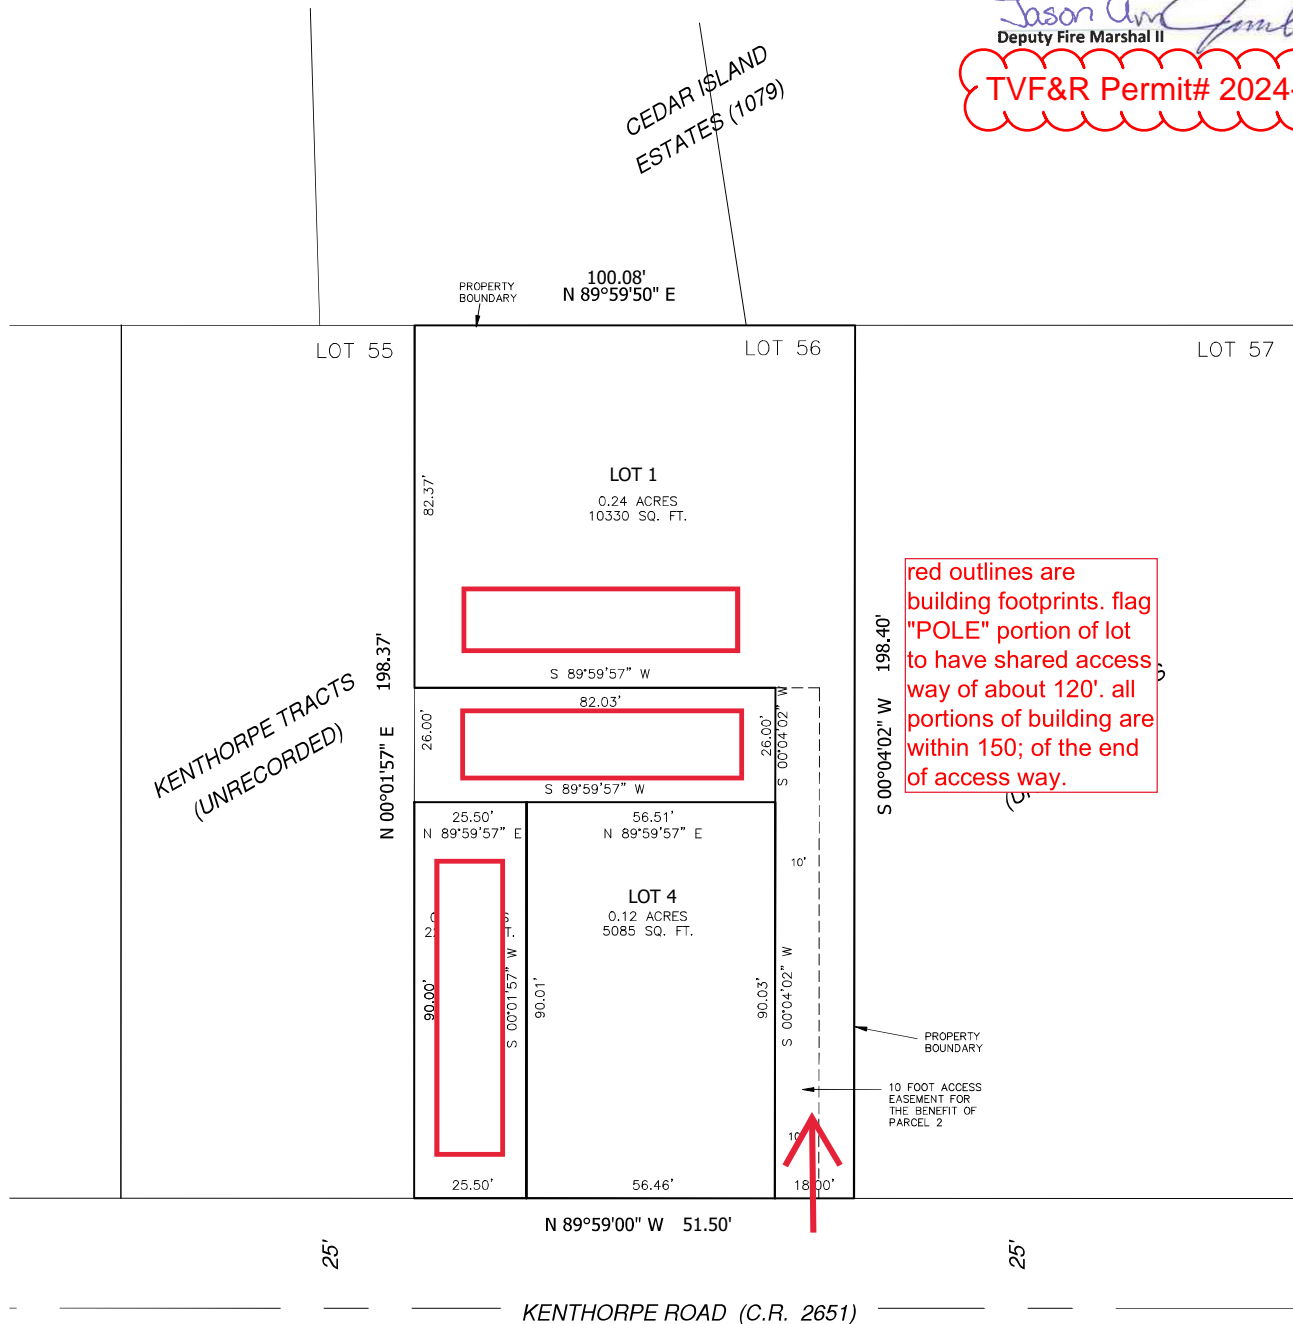 Jason
Deputy Fire Marshal II
TVF&R Permit# 2024-
CEDAR ISLAND
ESTATES (1079)
100.08'
N 89°59'50" E
PROPERTY
BOUNDARY
LOT 55
LOT 56
LOT 57
LOT 1
0.24 ACRES
10330 SQ. FT.
82.37'
red outlines are
building footprints. flag
"POLE" portion of lot
to have shared access
way of about 120'. all
portions of building are
within 150; of the end
of access way.
N 00°01'57" E 198.37'
S 00°04'02" W 198.40'
KENTHORPE TRACTS
(UNRECORDED)
S 89°59'57" W
82.03'
26.00'
26.00'
S 00°04'02" W
S 89°59'57" W
25.50'
N 89°59'57" E
56.51'
N 89°59'57" E
10'
LOT 4
0.12 ACRES
5085 SQ. FT.
90.00'
S 00°01'57" W
90.01'
90.03'
S 00°04'02" W
PROPERTY
BOUNDARY
10 FOOT ACCESS
EASEMENT FOR
THE BENEFIT OF
PARCEL 2
25.50'
56.46'
18.00'
N 89°59'00" W 51.50'
25'
25'
KENTHORPE ROAD (C.R. 2651)